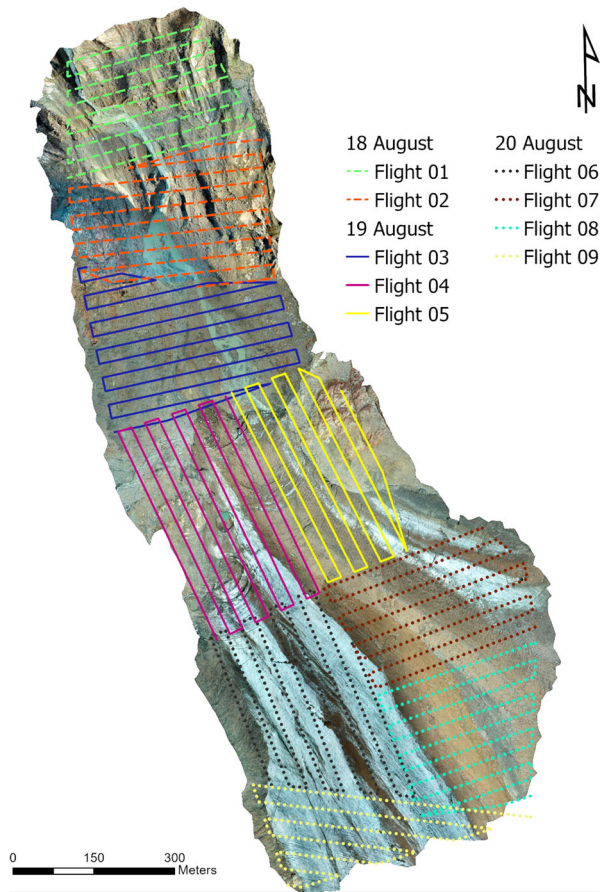 N
18 August
Flight 01
Flight 02
19 August
Flight 03
Flight 04
Flight 05
20 August
Flight 06
Flight 07
Flight 08
Flight 09
0 150 300
Meters